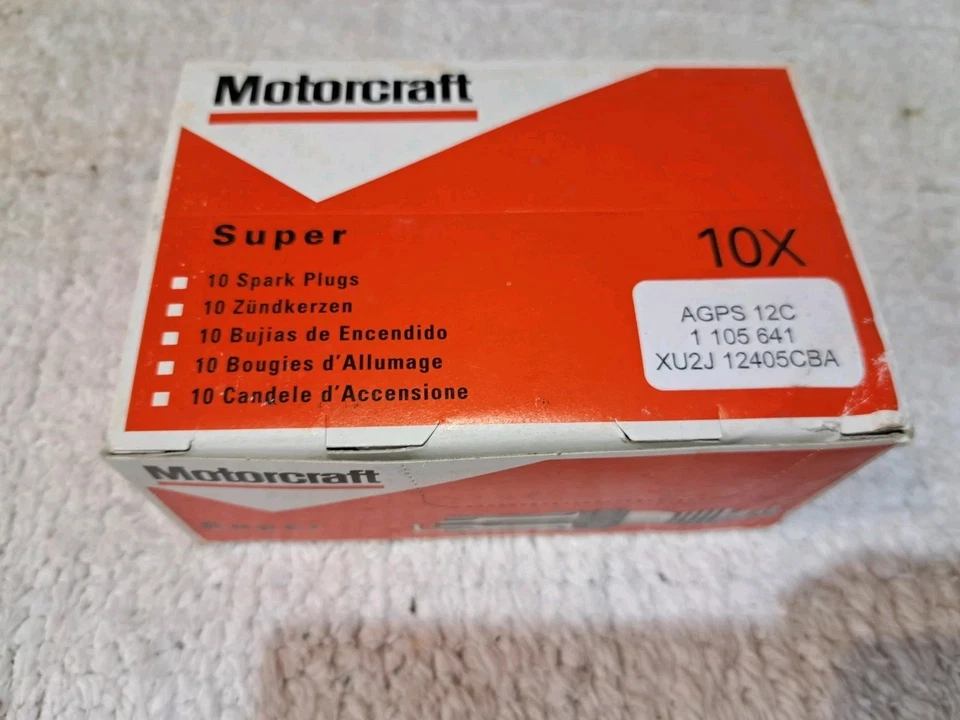 Motorcraft
Super
10X
10 Spark Plugs
10 Zündkerzen
10 Bujias de Encendido
10 Bougies d'Allumage
10 Candele d'Accensione
AGPS 12C
1 105 641
XU2J 12405CBA
Motorcraft
Super